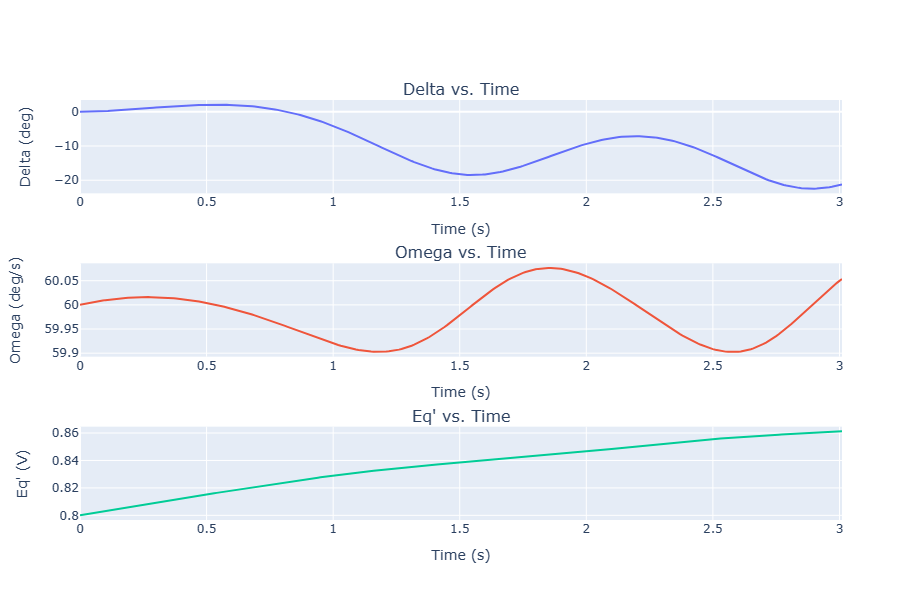 Delta vs. Time
Delta (deg)
0
−10
−20
0 0.5 1 1.5 2 2.5 3
Time (s)
Omega vs. Time
Omega (deg/s)
60.05
60
59.95
59.9
0 0.5 1 1.5 2 2.5 3
Time (s)
Eq' vs. Time
Eq' (V)
0.86
0.84
0.82
0.8
0 0.5 1 1.5 2 2.5 3
Time (s)